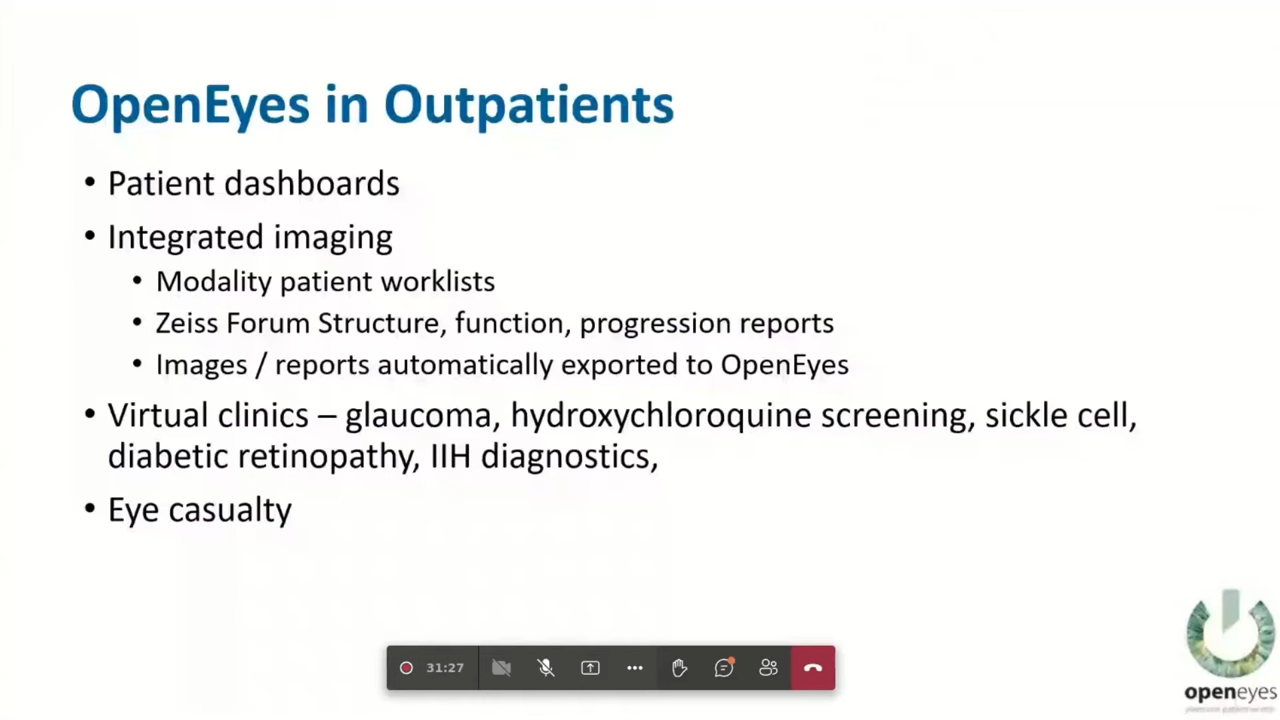 OpenEyes in Outpatients
• Patient dashboards
• Integrated imaging
• Modality patient worklists
• Zeiss Forum Structure, function, progression reports
• Images / reports automatically exported to OpenEyes
• Virtual clinics – glaucoma, hydroxychloroquine screening, sickle cell,
diabetic retinopathy, IIH diagnostics,
• Eye casualty
31:27
openeyes